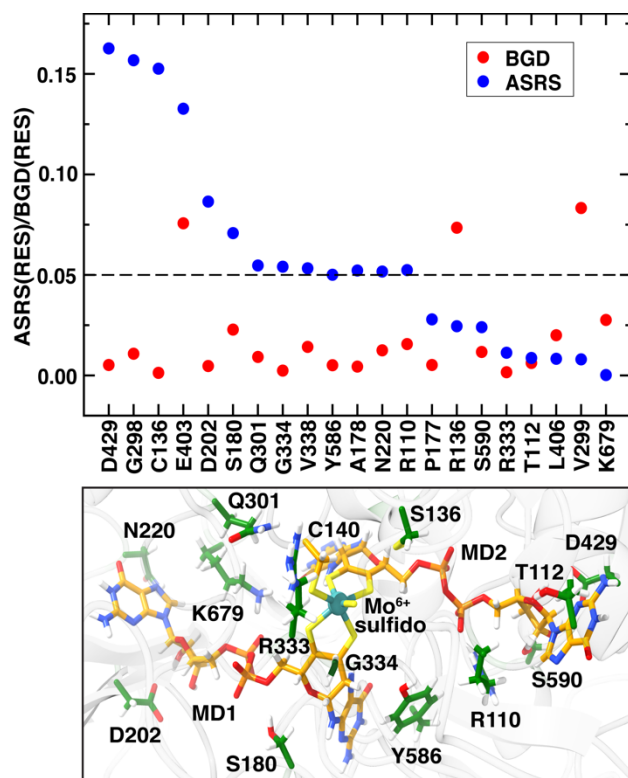 BGD
ASRS
ASRS(RES)/BGD(RES)
0.15
0.10
0.05
0.00
D429
G298
C136
E403
D202
S180
Q301
G334
V338
Y586
A178
N220
R110
P177
R136
S590
R333
T112
L406
V299
K679
Q301
C140
S136
N220
MD2
D429
T112
K679
Mo6+
sulfido
R333
G334
S590
MD1
R110
D202
S180
Y586